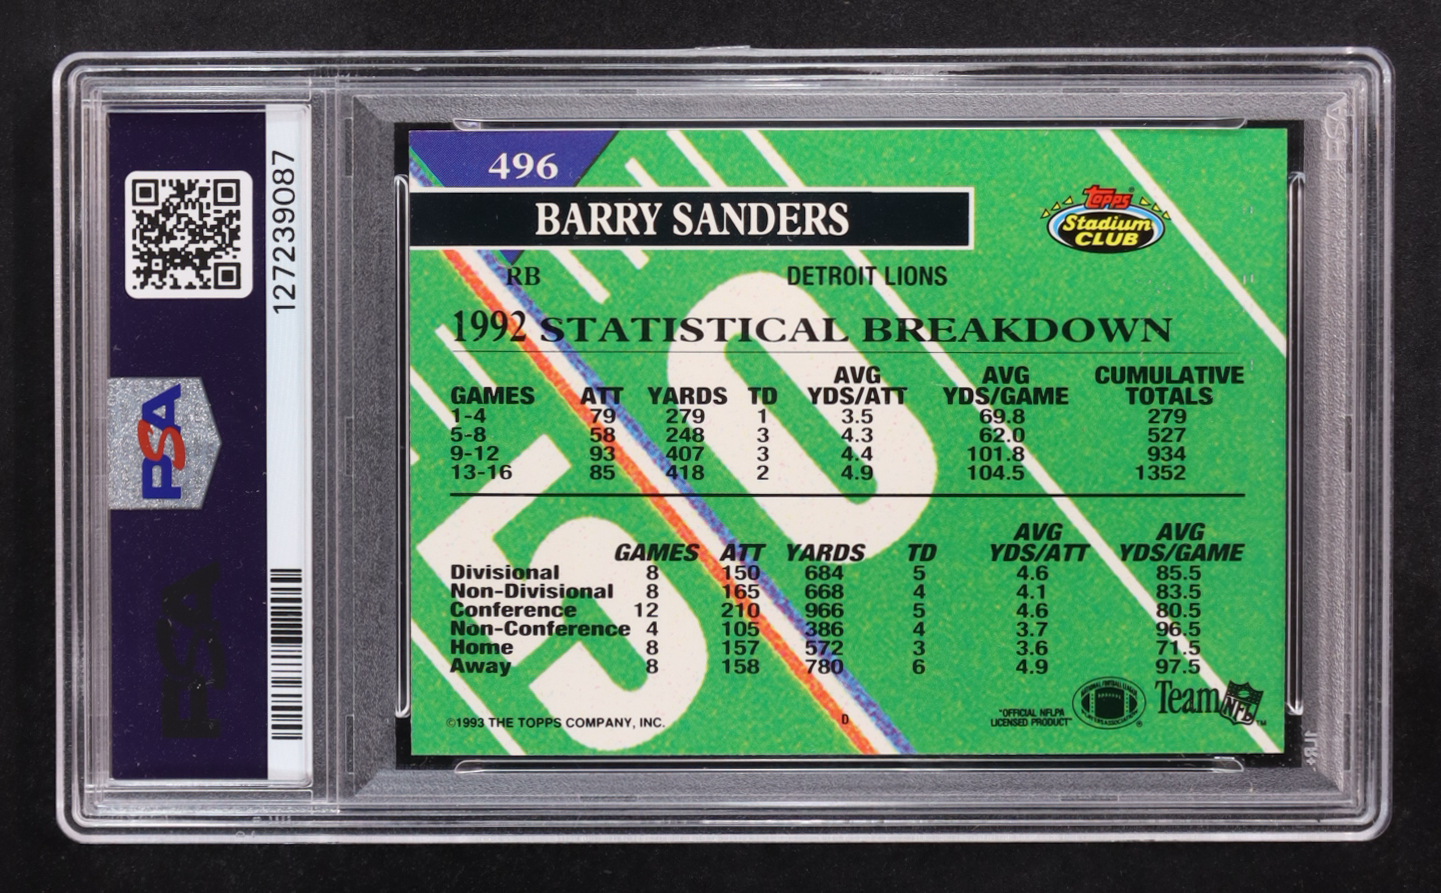 127239087
PSA
PSA
496
BARRY SANDERS
Topps
Stadium
CLUB
RB DETROIT LIONS
1992 STATISTICAL BREAKDOWN
GAMES ATT YARDS TD AVG YDS/ATT AVG YDS/GAME CUMULATIVE TOTALS
1-4 79 279 1 3.5 69.8 279
5-8 58 248 3 4.3 62.0 527
9-12 93 407 3 4.4 101.8 934
13-16 85 418 2 4.9 104.5 1352
GAMES ATT YARDS TD AVG YDS/ATT AVG YDS/GAME
Divisional 8 150 684 5 4.6 85.5
Non-Divisional 8 165 668 4 4.1 83.5
Conference 12 210 966 5 4.6 80.5
Non-Conference 4 105 386 4 3.7 96.5
Home 8 157 572 3 3.6 71.5
Away 8 158 780 6 4.9 97.5
50
©1993 THE TOPPS COMPANY, INC.
D
"OFFICIAL NFLPA
LICENSED PRODUCT"
Team NFL™
PSA